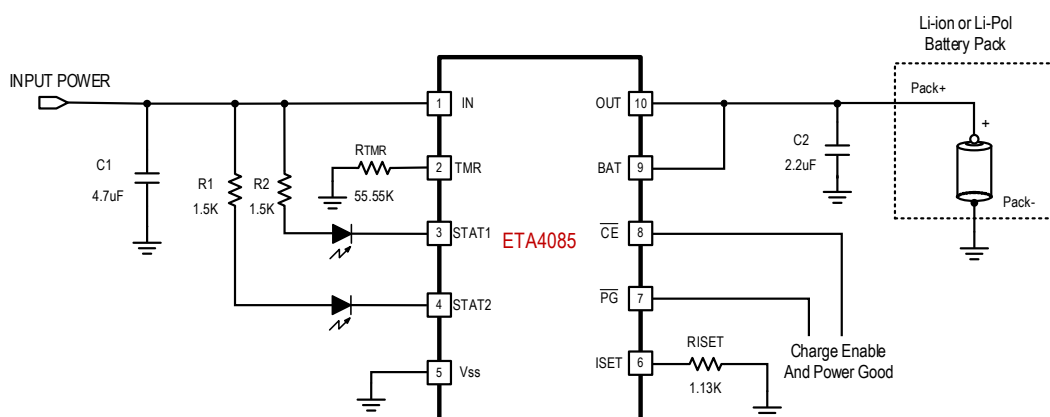 Li-ion or Li-Pol
Battery Pack
INPUT POWER
1
IN
OUT
10
Pack+
+
C1
4.7uF
R1
1.5K
R2
1.5K
RTMR
55.55K
2
TMR
BAT
9
C2
2.2uF
Pack-
3
STAT1
ETA4085
CE
8
4
STAT2
PG
7
5
Vss
ISET
6
RISET
1.13K
Charge Enable
And Power Good